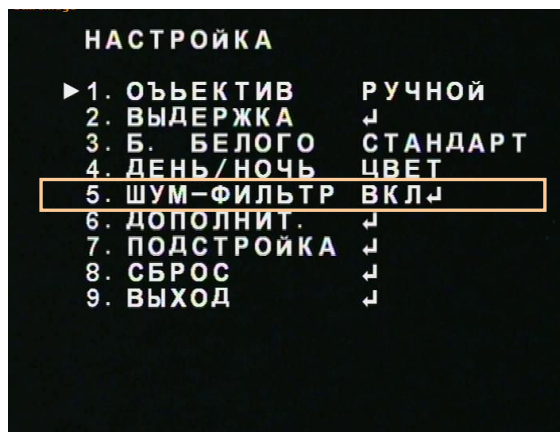 НАСТРОЙКА
▶1. ОЪЬЕКТИВ РУЧНОЙ
2. ВЫДЕРЖКА ↲
3. Б. БЕЛОГО СТАНДАРТ
4. ДЕНЬ/НОЧЬ ЦВЕТ
5. ШУМ-ФИЛЬТР ВКЛ↲
6. ДОПОЛНИТ. ↲
7. ПОДСТРОЙКА ↲
8. СБРОС ↲
9. ВЫХОД ↲